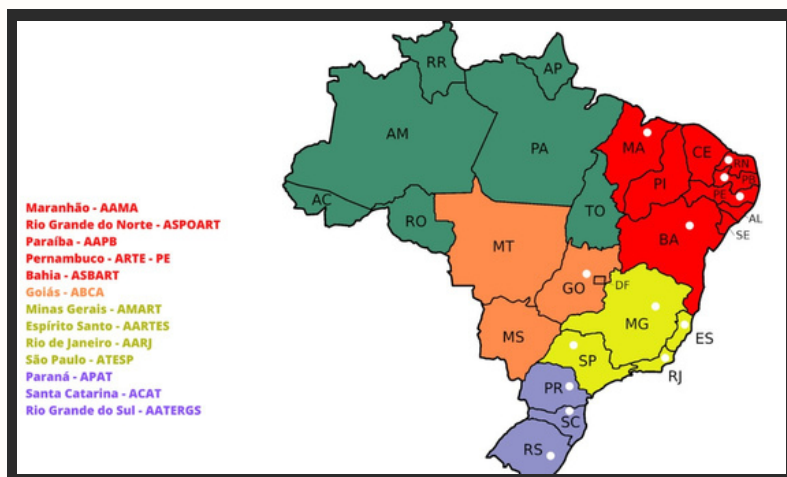 Maranhão - AAMA
Rio Grande do Norte - ASPOART
Paraíba - AAPB
Pernambuco - ARTE - PE
Bahia - ASBART
Goiás - ABCA
Minas Gerais - AMART
Espírito Santo - AARTES
Rio de Janeiro - AARJ
São Paulo - ATESP
Paraná - APAT
Santa Catarina - ACAT
Rio Grande do Sul - AATERGS
RR
AP
AM
PA
MA
CE
RN
PB
PI
PE
AC
RO
TO
AL
SE
BA
MT
GO
DF
MG
ES
MS
SP
RJ
PR
SC
RS